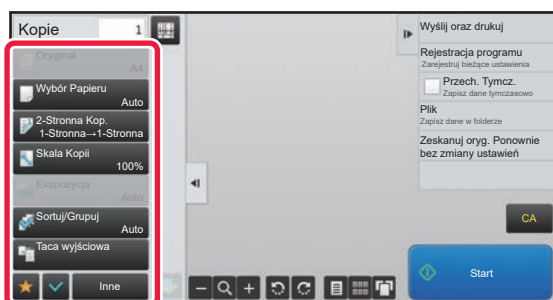 Kopie
1
Oryginał
A4
Wybór Papieru
Auto
2-Stronna Kop.
1-Stronna→1-Stronna
Skala Kopii
100%
Ekspozycja
Auto
Sortuj/Grupuj
Auto
Taca wyjściowa
Inne
Wyślij oraz drukuj
Rejestracja programu
Zarejestruj bieżące ustawienia
Przech. Tymcz.
Zapisz dane tymczasowo
Plik
Zapisz dane w folderze
Zeskanuj oryg. Ponownie
bez zmiany ustawień
CA
Start